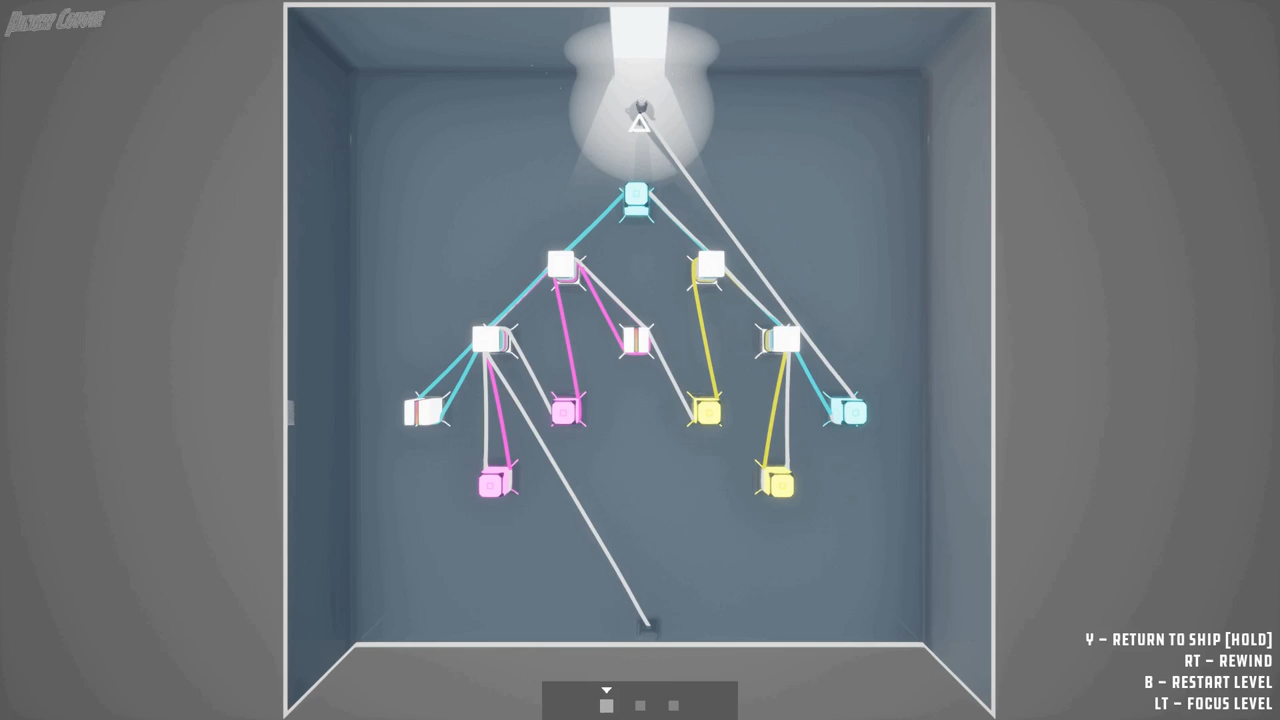 Y – RETURN TO SHIP [HOLD]
RT – REWIND
B – RESTART LEVEL
LT – FOCUS LEVEL